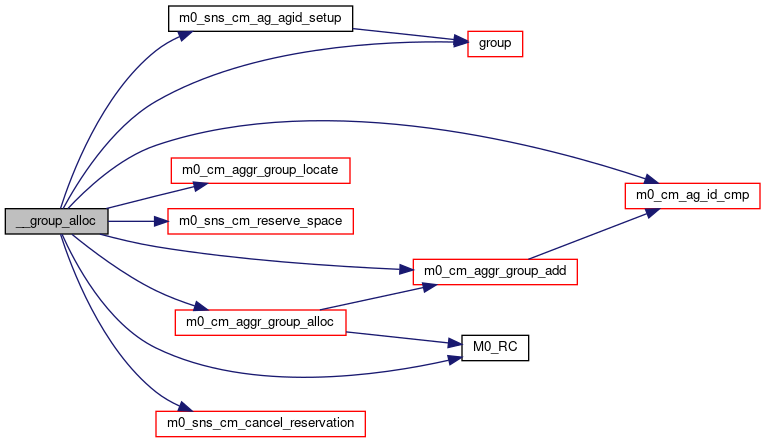 m0_sns_cm_ag_agid_setup
group
m0_cm_aggr_group_locate
m0_cm_ag_id_cmp
__group_alloc
m0_sns_cm_reserve_space
m0_cm_aggr_group_add
m0_cm_aggr_group_alloc
M0_RC
m0_sns_cm_cancel_reservation